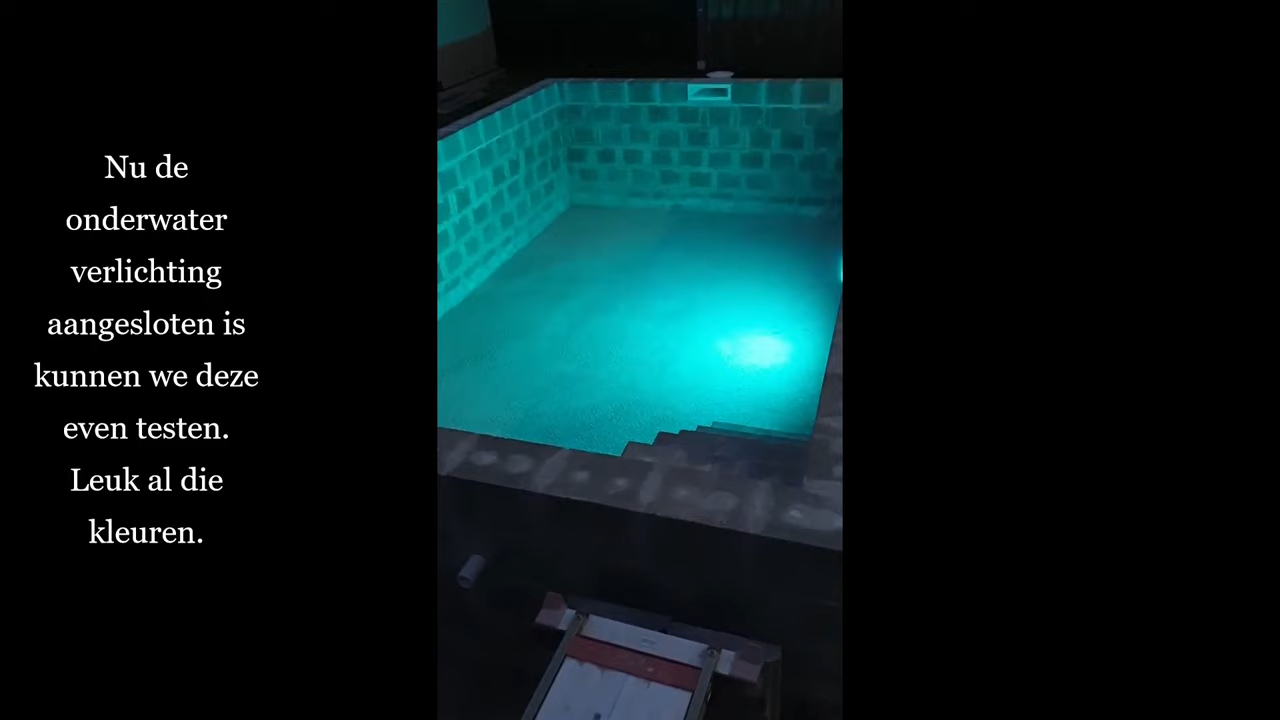 Nu de
onderwater
verlichting
aangesloten is
kunnen we deze
even testen.
Leuk al die
kleuren.